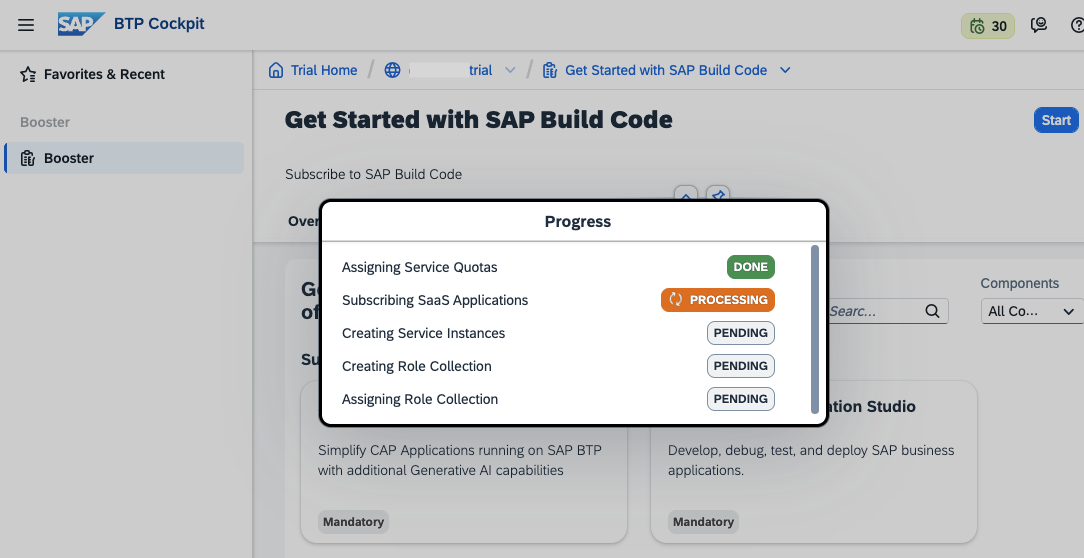 SAP BTP Cockpit 30
Favorites & Recent
Trial Home / trial / Get Started with SAP Build Code
Booster
Booster
Get Started with SAP Build Code
Start
Subscribe to SAP Build Code
Over
Progress
Assigning Service Quotas DONE
Subscribing SaaS Applications PROCESSING
Creating Service Instances PENDING
Creating Role Collection PENDING
Assigning Role Collection PENDING
Components
of
Searc...
All Co...
Su
Studio
Simplify CAP Applications running on SAP BTP
with additional Generative AI capabilities
Mandatory
Develop, debug, test, and deploy SAP business
applications.
Mandatory